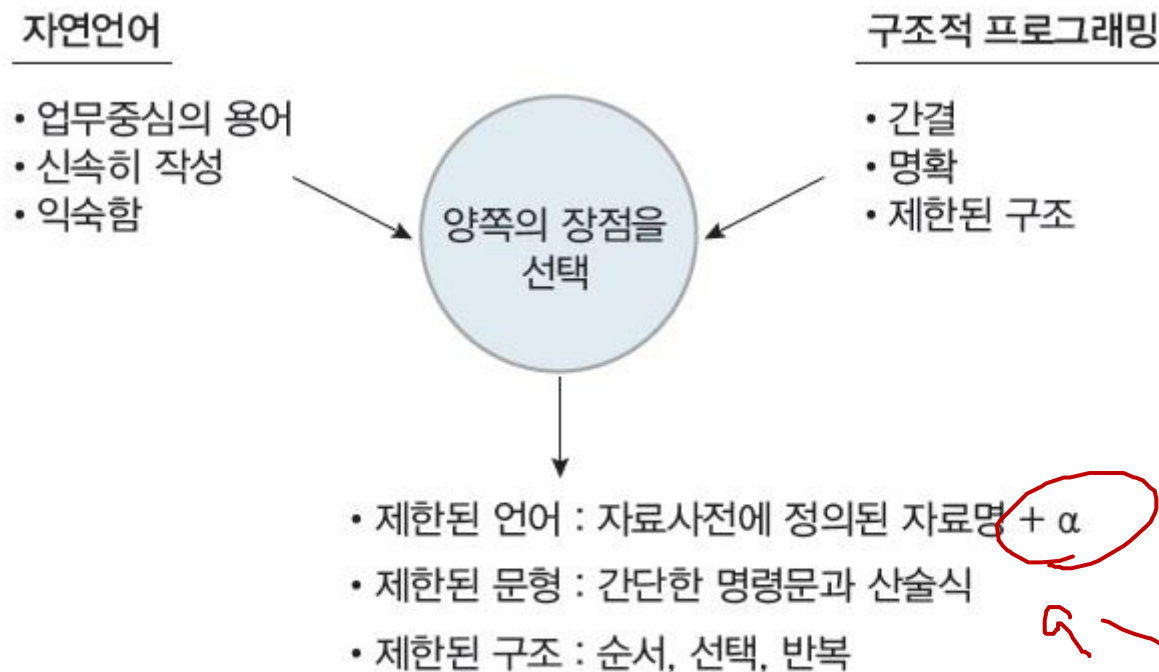 자연언어
• 업무중심의 용어
• 신속히 작성
• 익숙함
구조적 프로그래밍
• 간결
• 명확
• 제한된 구조
양쪽의 장점을
선택
• 제한된 언어 : 자료사전에 정의된 자료명 + α
• 제한된 문형 : 간단한 명령문과 산술식
• 제한된 구조 : 순서, 선택, 반복